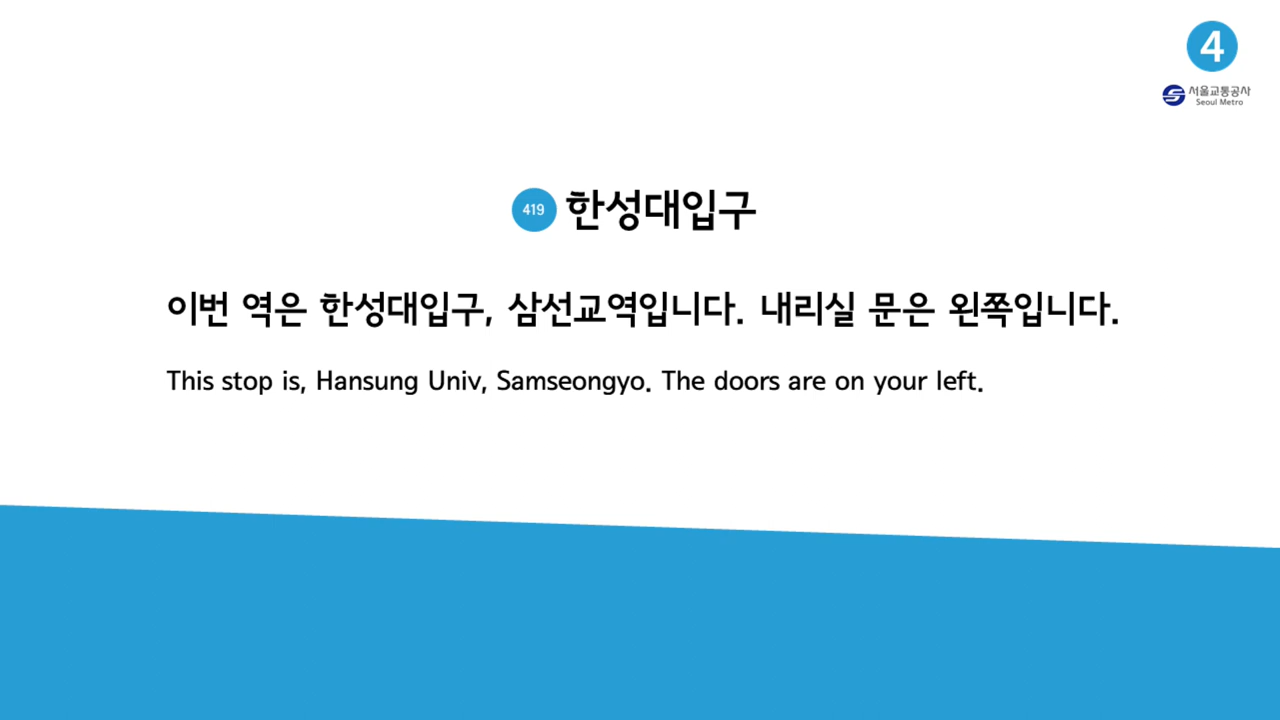 4
서울교통공사
Seoul Metro
419 한성대입구
이번 역은 한성대입구, 삼선교역입니다. 내리실 문은 왼쪽입니다.
This stop is, Hansung Univ, Samseongyo. The doors are on your left.